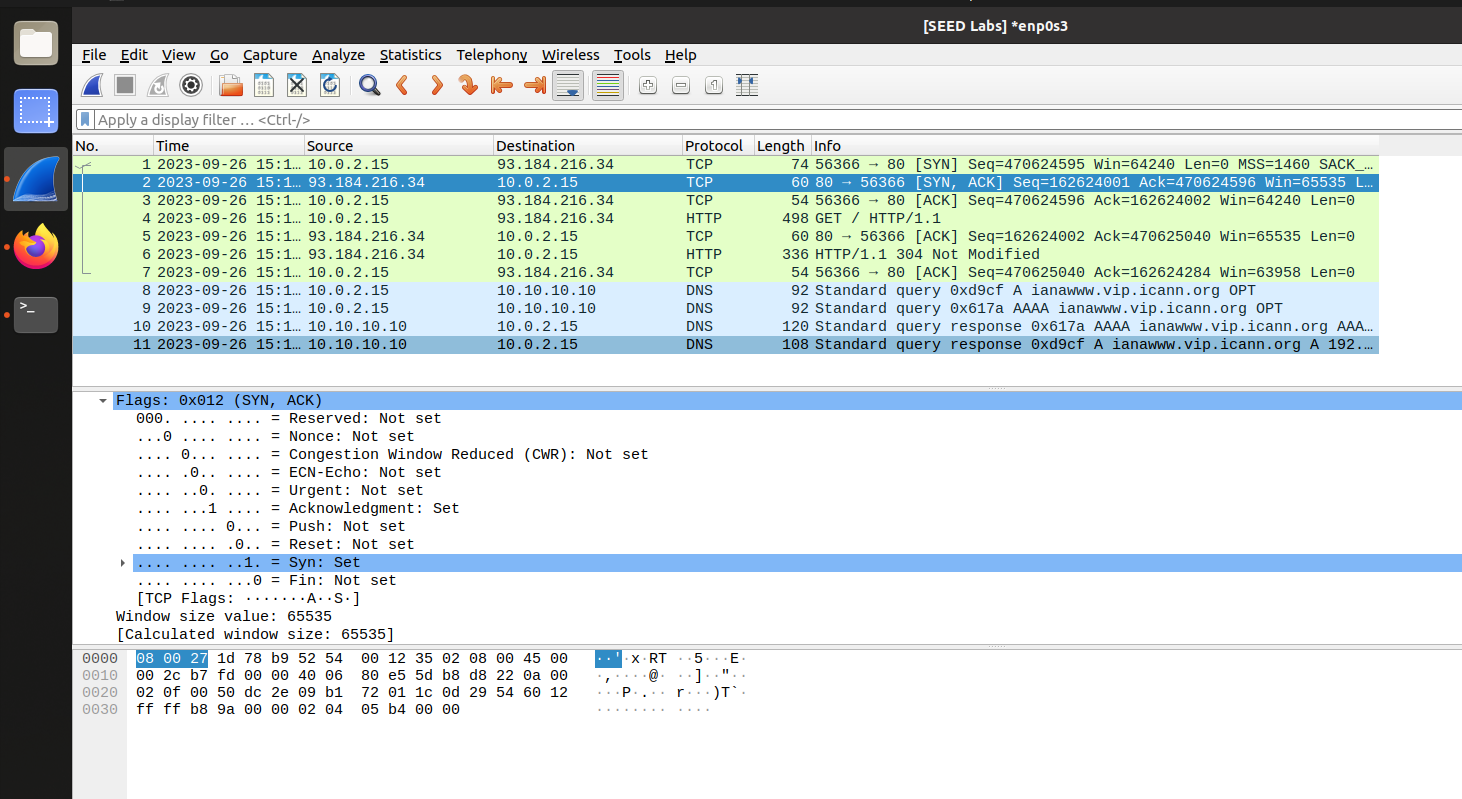 [SEED Labs] *enp0s3
File Edit View Go Capture Analyze Statistics Telephony Wireless Tools Help
Apply a display filter … <Ctrl-/>
No. Time Source Destination Protocol Length Info
1 2023-09-26 15:1… 10.0.2.15 93.184.216.34 TCP 74 56366 → 80 [SYN] Seq=470624595 Win=64240 Len=0 MSS=1460 SACK_…
2 2023-09-26 15:1… 93.184.216.34 10.0.2.15 TCP 60 80 → 56366 [SYN, ACK] Seq=162624001 Ack=470624596 Win=65535 L…
3 2023-09-26 15:1… 10.0.2.15 93.184.216.34 TCP 54 56366 → 80 [ACK] Seq=470624596 Ack=162624002 Win=64240 Len=0
4 2023-09-26 15:1… 10.0.2.15 93.184.216.34 HTTP 498 GET / HTTP/1.1
5 2023-09-26 15:1… 93.184.216.34 10.0.2.15 TCP 60 80 → 56366 [ACK] Seq=162624002 Ack=470625040 Win=65535 Len=0
6 2023-09-26 15:1… 93.184.216.34 10.0.2.15 HTTP 336 HTTP/1.1 304 Not Modified
7 2023-09-26 15:1… 10.0.2.15 93.184.216.34 TCP 54 56366 → 80 [ACK] Seq=470625040 Ack=162624284 Win=63958 Len=0
8 2023-09-26 15:1… 10.0.2.15 10.10.10.10 DNS 92 Standard query 0xd9cf A ianawww.vip.icann.org OPT
9 2023-09-26 15:1… 10.0.2.15 10.10.10.10 DNS 92 Standard query 0x617a AAAA ianawww.vip.icann.org OPT
10 2023-09-26 15:1… 10.10.10.10 10.0.2.15 DNS 120 Standard query response 0x617a AAAA ianawww.vip.icann.org AAA…
11 2023-09-26 15:1… 10.10.10.10 10.0.2.15 DNS 108 Standard query response 0xd9cf A ianawww.vip.icann.org A 192.…
Flags: 0x012 (SYN, ACK)
000. .... .... = Reserved: Not set
...0 .... .... = Nonce: Not set
.... 0... .... = Congestion Window Reduced (CWR): Not set
.... .0.. .... = ECN-Echo: Not set
.... ..0. .... = Urgent: Not set
.... ...1 .... = Acknowledgment: Set
.... .... 0... = Push: Not set
.... .... .0.. = Reset: Not set
.... .... ..1. = Syn: Set
.... .... ...0 = Fin: Not set
[TCP Flags: ·······A··S·]
Window size value: 65535
[Calculated window size: 65535]
0000 08 00 27 1d 78 b9 52 54 00 12 35 02 08 00 45 00 ··'·x·RT ··5···E·
0010 00 2c b7 fd 00 00 40 06 80 e5 5d b8 d8 22 0a 00 ·,····@· ··]··"··
0020 02 0f 00 50 dc 2e 09 b1 72 01 1c 0d 29 54 60 12 ···P·.·· r···)T`·
0030 ff ff b8 9a 00 00 02 04 05 b4 00 00 ········ ····